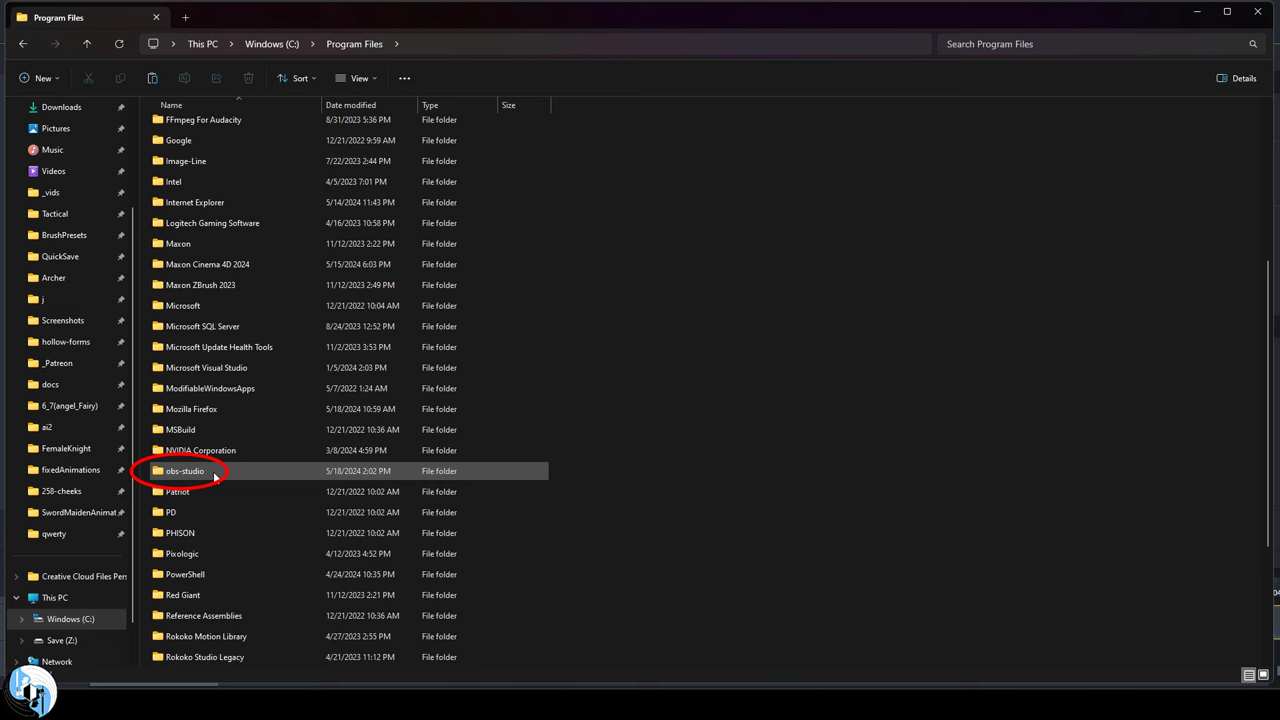 Program Files
This PC > Windows (C:) > Program Files >
Search Program Files
New
Sort
View
Details
Name Date modified Type Size
Downloads
Pictures
Music
Videos
_vids
Tactical
BrushPresets
QuickSave
Archer
j
Screenshots
hollow-forms
_Patreon
docs
6_7(angel_Fairy)
ai2
FemaleKnight
fixedAnimations
258-cheeks
SwordMaidenAnimat
qwerty
Creative Cloud Files Pers
This PC
Windows (C:)
Save (Z:)
Network
FFmpeg For Audacity 8/31/2023 5:36 PM File folder
Google 12/21/2022 9:59 AM File folder
Image-Line 7/22/2023 2:44 PM File folder
Intel 4/5/2023 7:01 PM File folder
Internet Explorer 5/14/2024 11:43 PM File folder
Logitech Gaming Software 4/16/2023 10:58 PM File folder
Maxon 11/12/2023 2:22 PM File folder
Maxon Cinema 4D 2024 5/15/2024 6:03 PM File folder
Maxon ZBrush 2023 11/12/2023 2:49 PM File folder
Microsoft 12/21/2022 10:04 AM File folder
Microsoft SQL Server 8/24/2023 12:52 PM File folder
Microsoft Update Health Tools 11/2/2023 3:53 PM File folder
Microsoft Visual Studio 1/5/2024 2:03 PM File folder
ModifiableWindowsApps 5/7/2022 1:24 AM File folder
Mozilla Firefox 5/18/2024 10:59 AM File folder
MSBuild 12/21/2022 10:36 AM File folder
NVIDIA Corporation 3/8/2024 4:59 PM File folder
obs-studio 5/18/2024 2:02 PM File folder
Patriot 12/21/2022 10:02 AM File folder
PD 12/21/2022 10:02 AM File folder
PHISON 12/21/2022 10:02 AM File folder
Pixologic 4/12/2023 4:52 PM File folder
PowerShell 4/24/2024 10:35 PM File folder
Red Giant 11/12/2023 2:21 PM File folder
Reference Assemblies 12/21/2022 10:36 AM File folder
Rokoko Motion Library 4/27/2023 2:55 PM File folder
Rokoko Studio Legacy 4/21/2023 11:12 PM File folder